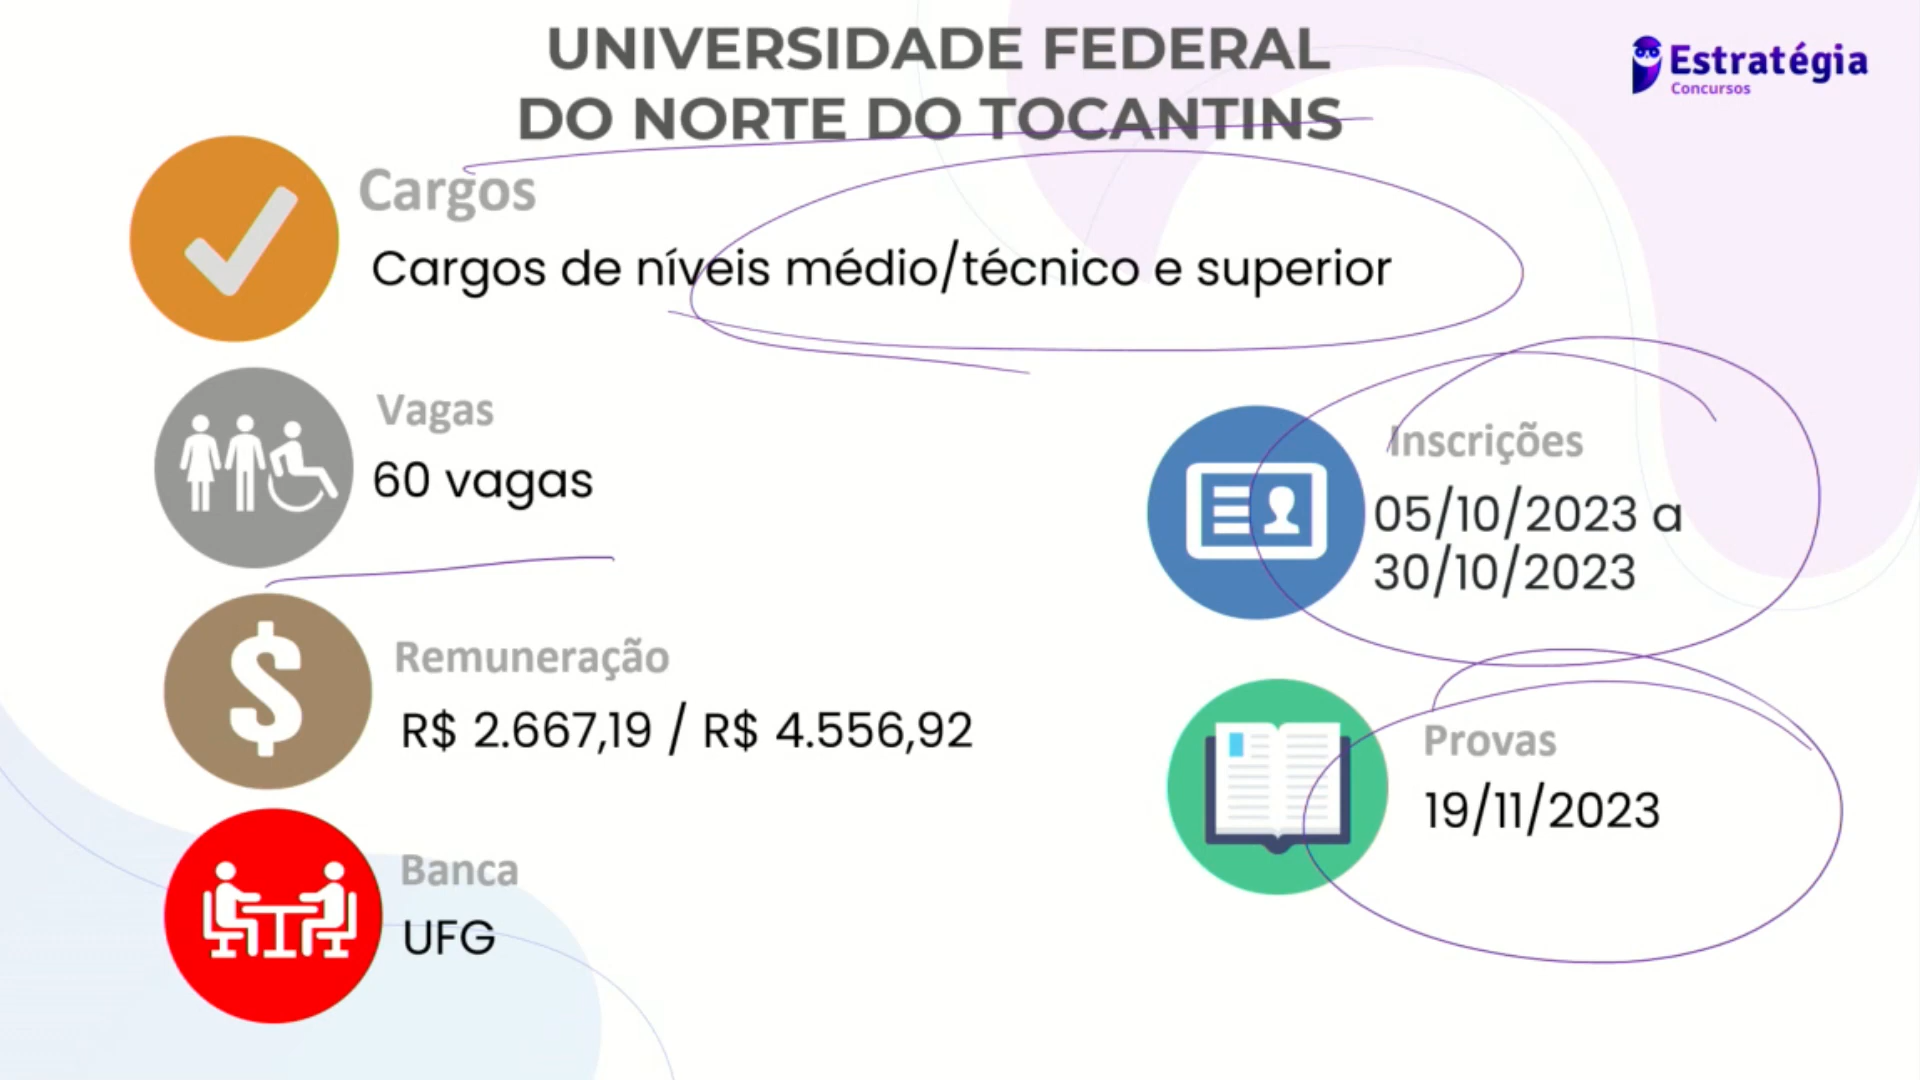 UNIVERSIDADE FEDERAL
DO NORTE DO TOCANTINS
Estratégia
Concursos
Cargos
Cargos de níveis médio/técnico e superior
Vagas
60 vagas
Remuneração
R$ 2.667,19 / R$ 4.556,92
Banca
UFG
Inscrições
05/10/2023 a
30/10/2023
Provas
19/11/2023